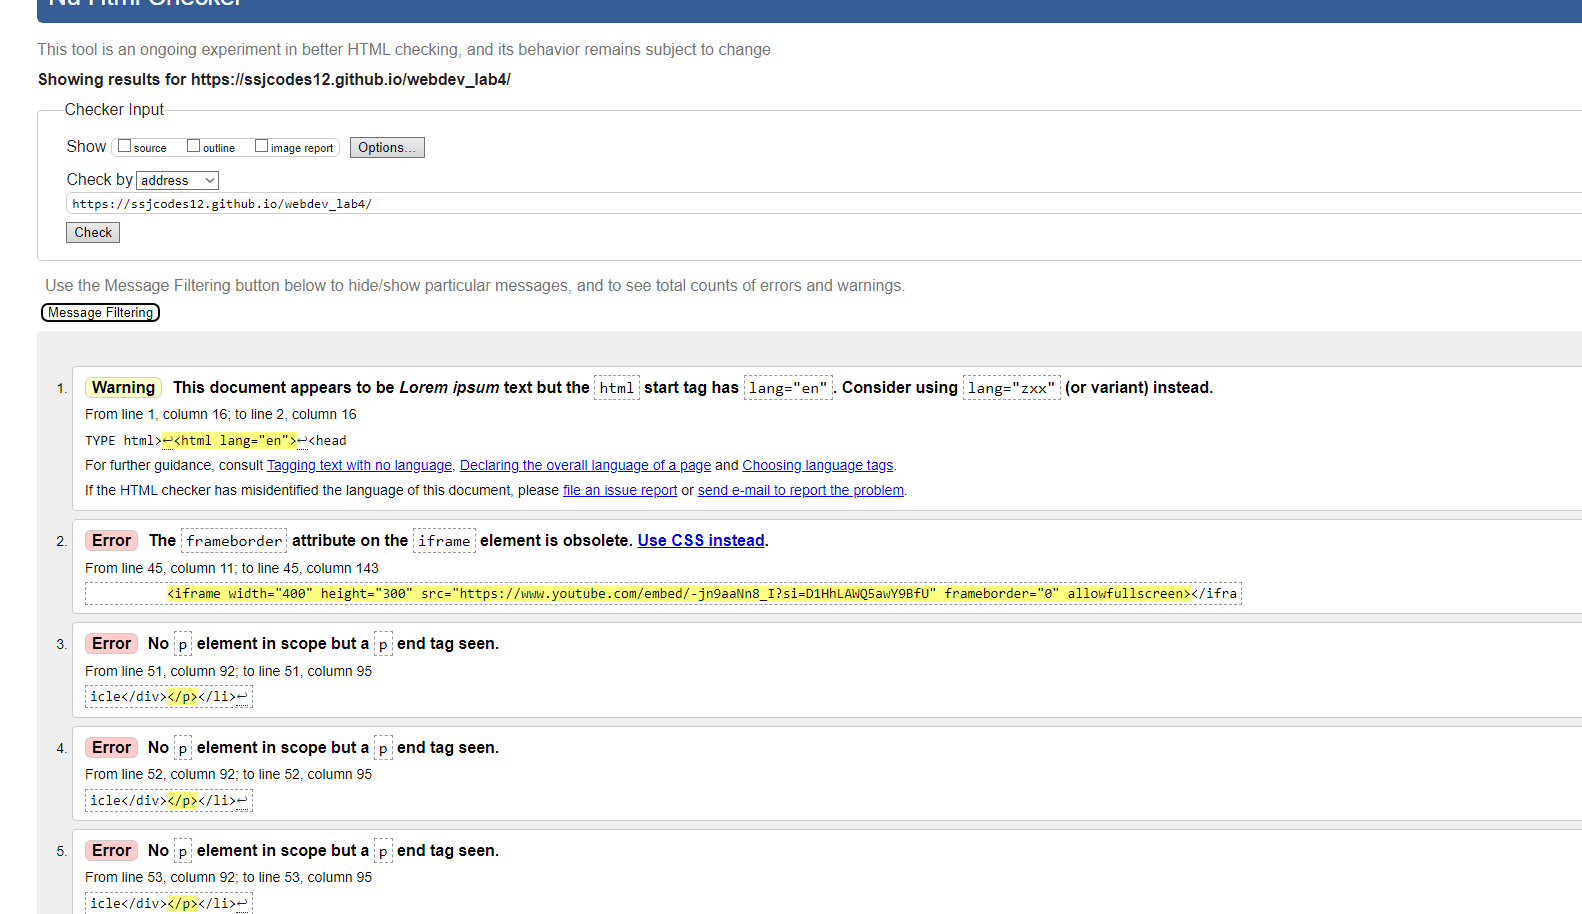 Nu Html Checker
This tool is an ongoing experiment in better HTML checking, and its behavior remains subject to change
Showing results for https://ssjcodes12.github.io/webdev_lab4/
Checker Input
Show source outline image report Options...
Check by address
https://ssjcodes12.github.io/webdev_lab4/
Check
Use the Message Filtering button below to hide/show particular messages, and to see total counts of errors and warnings.
Message Filtering
1. Warning This document appears to be Lorem ipsum text but the html start tag has lang="en". Consider using lang="zxx" (or variant) instead.
From line 1, column 16; to line 2, column 16
TYPE html>↩<html lang="en">↩<head
For further guidance, consult Tagging text with no language, Declaring the overall language of a page and Choosing language tags.
If the HTML checker has misidentified the language of this document, please file an issue report or send e-mail to report the problem.
2. Error The frameborder attribute on the iframe element is obsolete. Use CSS instead.
From line 45, column 11; to line 45, column 143
<iframe width="400" height="300" src="https://www.youtube.com/embed/-jn9aaNn8_I?si=D1HhLAWQ5awY9BfU" frameborder="0" allowfullscreen></ifra
3. Error No p element in scope but a p end tag seen.
From line 51, column 92; to line 51, column 95
icle</div></p></li>↩
4. Error No p element in scope but a p end tag seen.
From line 52, column 92; to line 52, column 95
icle</div></p></li>↩
5. Error No p element in scope but a p end tag seen.
From line 53, column 92; to line 53, column 95
icle</div></p></li>↩